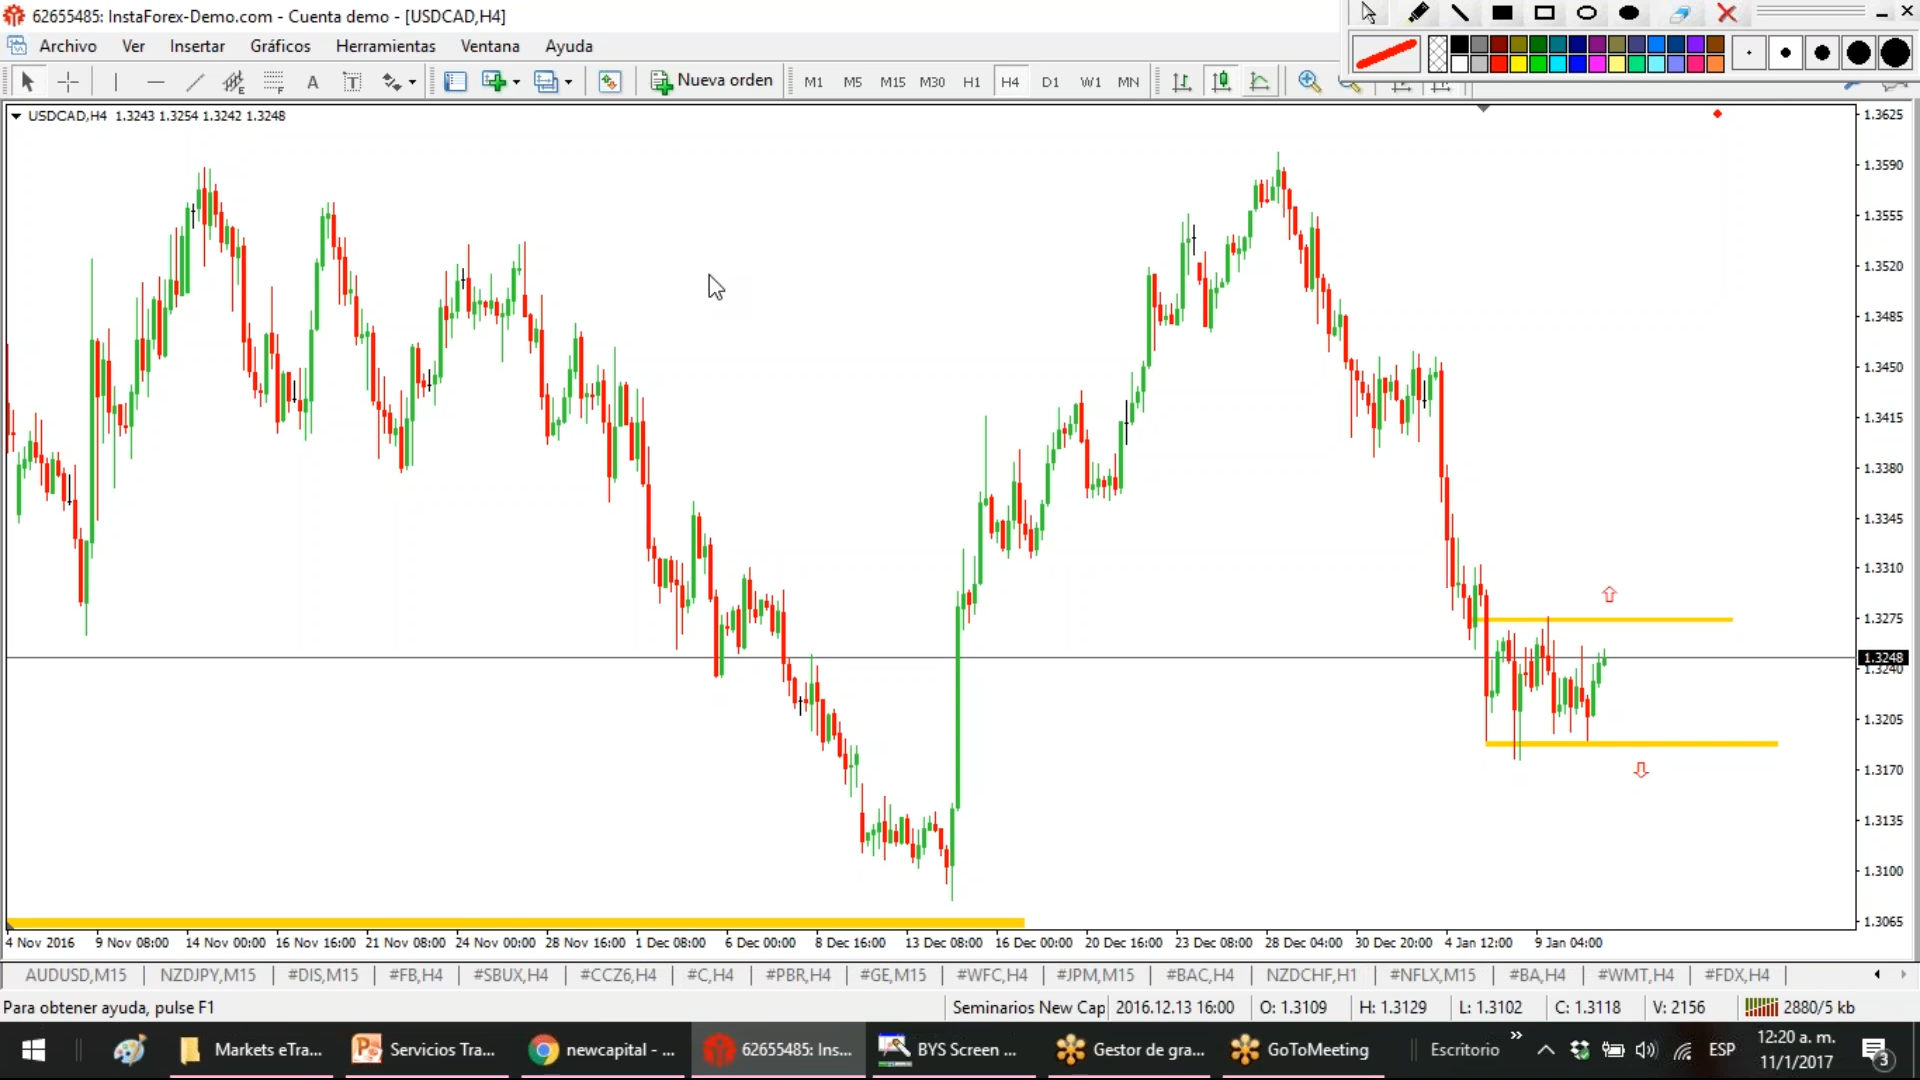 62655485: InstaForex-Demo.com - Cuenta demo - [USDCAD,H4]
Archivo Ver Insertar Gráficos Herramientas Ventana Ayuda
A T Nueva orden M1 M5 M15 M30 H1 H4 D1 W1 MN
USDCAD,H4 1.3243 1.3254 1.3242 1.3248
1.3625
1.3590
1.3555
1.3520
1.3485
1.3450
1.3415
1.3380
1.3345
1.3310
1.3275
1.3248
1.3240
1.3205
1.3170
1.3135
1.3100
1.3065
4 Nov 2016 9 Nov 08:00 14 Nov 00:00 16 Nov 16:00 21 Nov 08:00 24 Nov 00:00 28 Nov 16:00 1 Dec 08:00 6 Dec 00:00 8 Dec 16:00 13 Dec 08:00 16 Dec 00:00 20 Dec 16:00 23 Dec 08:00 28 Dec 04:00 30 Dec 20:00 4 Jan 12:00 9 Jan 04:00
AUDUSD,M15 NZDJPY,M15 #DIS,M15 #FB,H4 #SBUX,H4 #CCZ6,H4 #C,H4 #PBR,H4 #GE,M15 #WFC,H4 #JPM,M15 #BAC,H4 NZDCHF,H1 #NFLX,M15 #BA,H4 #WMT,H4 #FDX,H4
Para obtener ayuda, pulse F1 Seminarios New Cap 2016.12.13 16:00 O: 1.3109 H: 1.3129 L: 1.3102 C: 1.3118 V: 2156 2880/5 kb
Markets eTra... Servicios Tra... newcapital - ... 62655485: Ins... BYS Screen ... Gestor de gra... GoToMeeting Escritorio » ESP 12:20 a. m.
11/1/2017 3